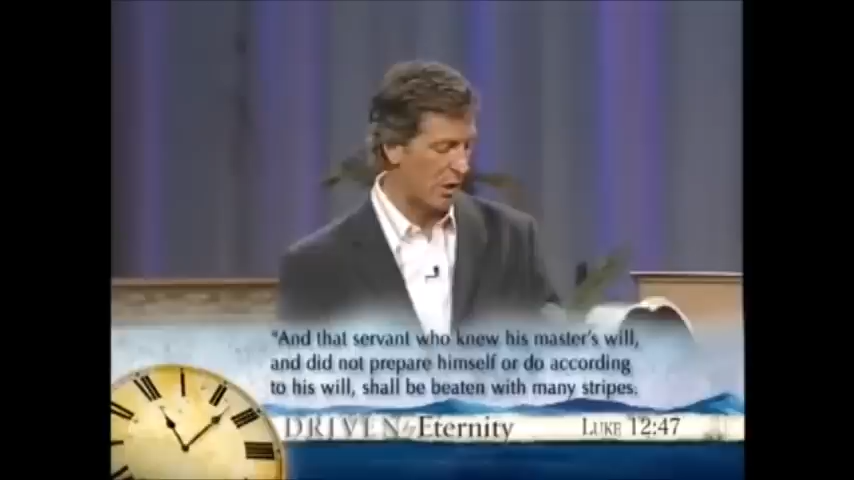 "And that servant who knew his master's will,
and did not prepare himself or do according
to his will, shall be beaten with many stripes.
DRIVEN by Eternity LUKE 12:47